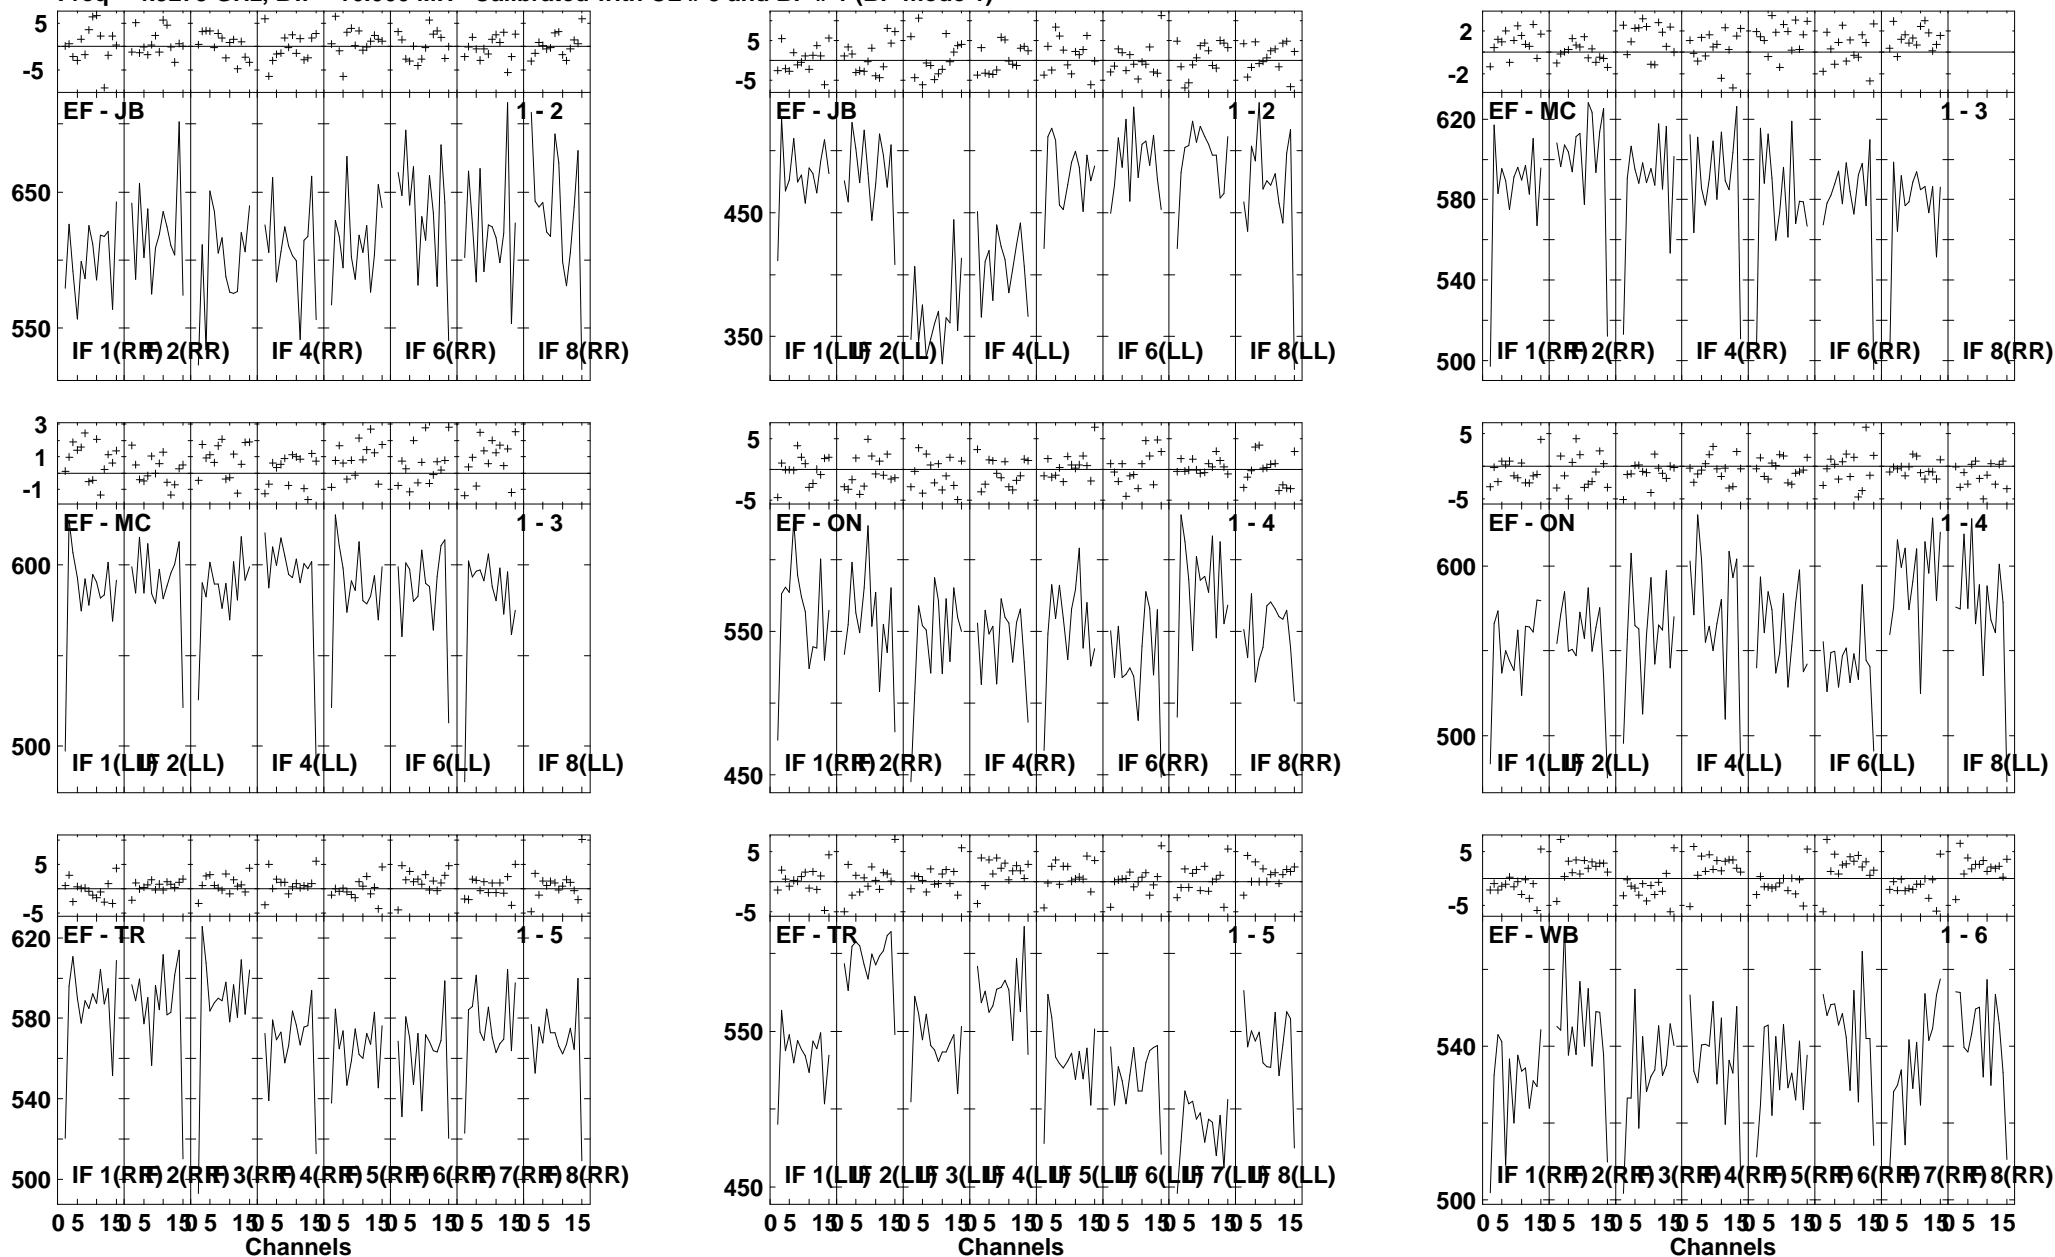 5
-5
EF - JB 1 - 2
650
550
IF 1(RR) IF 2(RR) IF 4(RR) IF 6(RR) IF 8(RR)
5
-5
EF - JB 1 - 2
450
350
IF 1(LL) IF 2(LL) IF 4(LL) IF 6(LL) IF 8(LL)
2
-2
EF - MC 1 - 3
620
580
540
500
IF 1(RR) IF 2(RR) IF 4(RR) IF 6(RR) IF 8(RR)
3
1
-1
EF - MC 1 - 3
600
500
IF 1(LL) IF 2(LL) IF 4(LL) IF 6(LL) IF 8(LL)
5
-5
EF - ON 1 - 4
550
450
IF 1(RR) IF 2(RR) IF 4(RR) IF 6(RR) IF 8(RR)
5
-5
EF - ON 1 - 4
600
500
IF 1(LL) IF 2(LL) IF 4(LL) IF 6(LL) IF 8(LL)
5
-5
EF - TR 1 - 5
620
580
540
500
IF 1(RR) IF 2(RR) IF 3(RR) IF 4(RR) IF 5(RR) IF 6(RR) IF 7(RR) IF 8(RR)
0 5 15 0 5 15 0 5 15 0 5 15 0 5 15 0 5 15 0 5 15 0 5 15
Channels
5
-5
EF - TR 1 - 5
550
450
IF 1(LL) IF 2(LL) IF 3(LL) IF 4(LL) IF 5(LL) IF 6(LL) IF 7(LL) IF 8(LL)
0 5 15 0 5 15 0 5 15 0 5 15 0 5 15 0 5 15 0 5 15 0 5 15
Channels
5
-5
EF - WB 1 - 6
540
500
IF 1(RR) IF 2(RR) IF 3(RR) IF 4(RR) IF 5(RR) IF 6(RR) IF 7(RR) IF 8(RR)
0 5 15 0 5 15 0 5 15 0 5 15 0 5 15 0 5 15 0 5 15 0 5 15
Channels